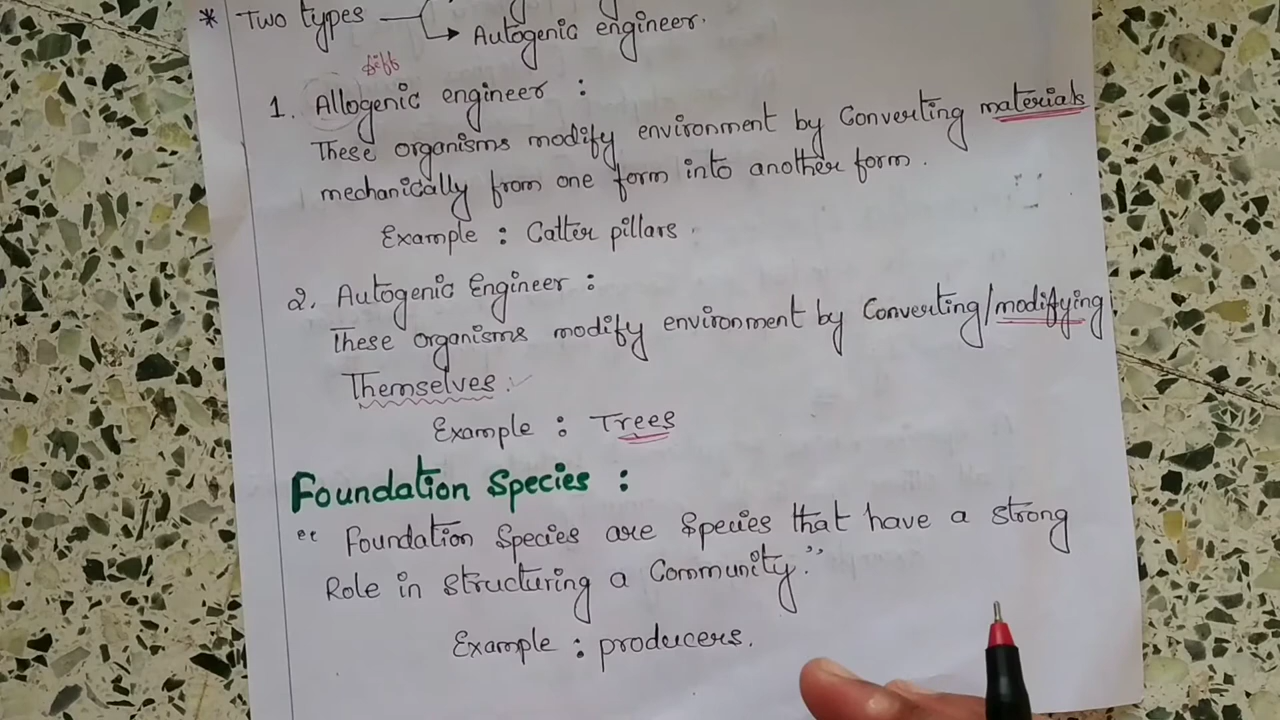 * Two types
Autogenic engineer.
diff
1. Allogenic engineer :
These organisms modify environment by Converting materials
mechanically from one form into another form.
Example : Catter pillars.
2. Autogenic Engineer :
These organisms modify environment by Converting/modifying
Themselves.
Example : Trees
Foundation Species :
“ Foundation Species are Species that have a strong
Role in structuring a Community.”
Example : producers.